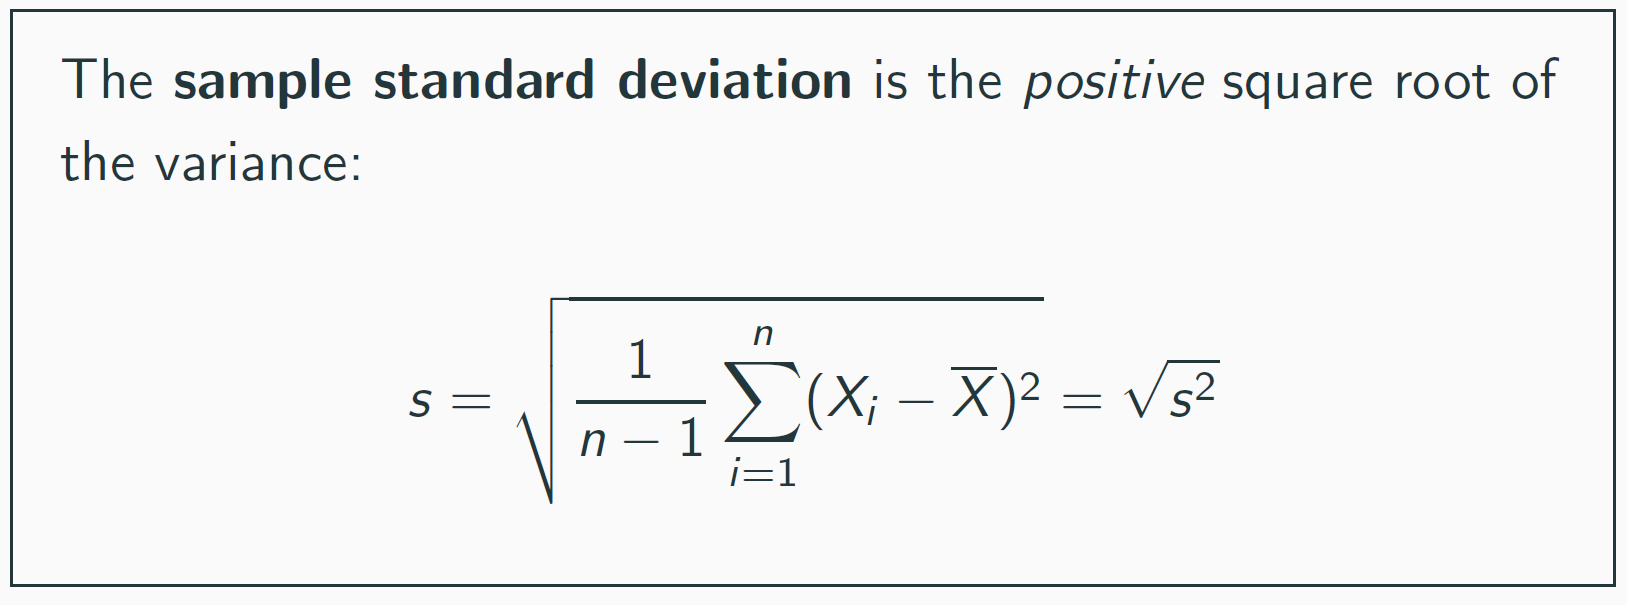 The sample standard deviation is the positive square root of
the variance:
s = √(1/(n − 1) ∑_{i=1}^{n} (X_i − X̅)²) = √(s²)